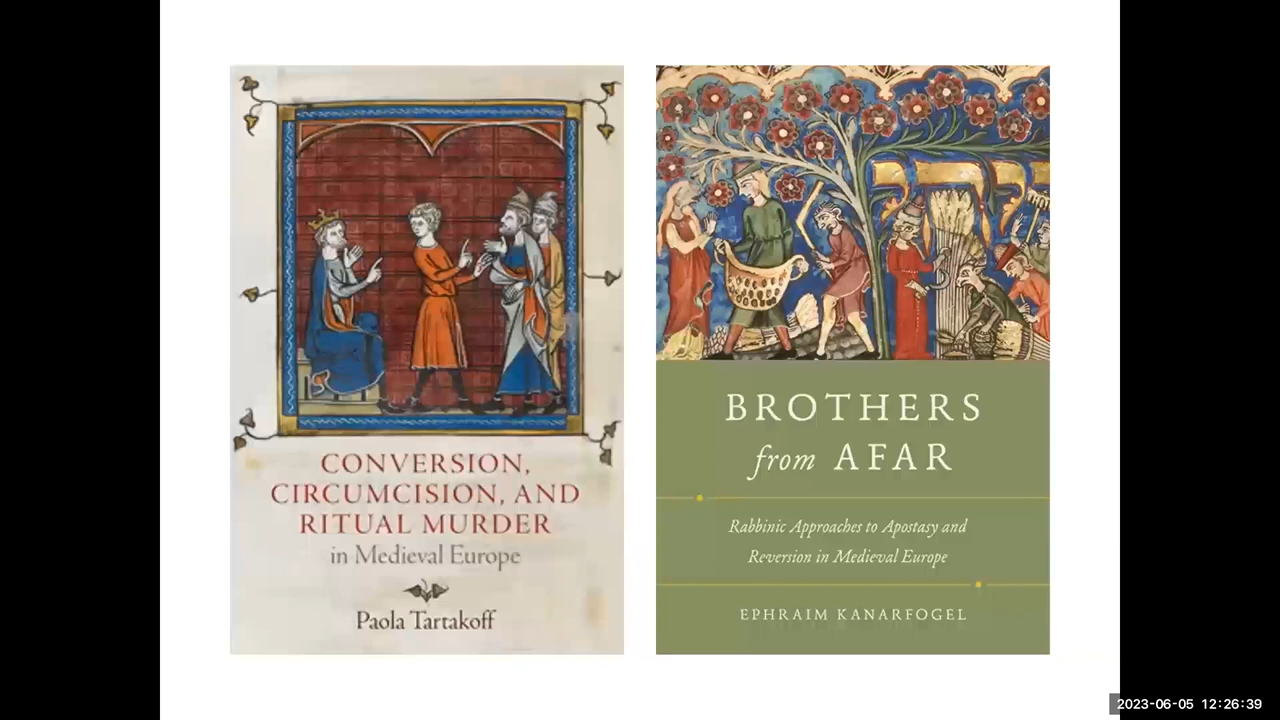 CONVERSION,
CIRCUMCISION, AND
RITUAL MURDER
in Medieval Europe
Paola Tartakoff
BROTHERS
from AFAR
Rabbinic Approaches to Apostasy and
Reversion in Medieval Europe
EPHRAIM KANARFOGEL
2023-06-05 12:26:39